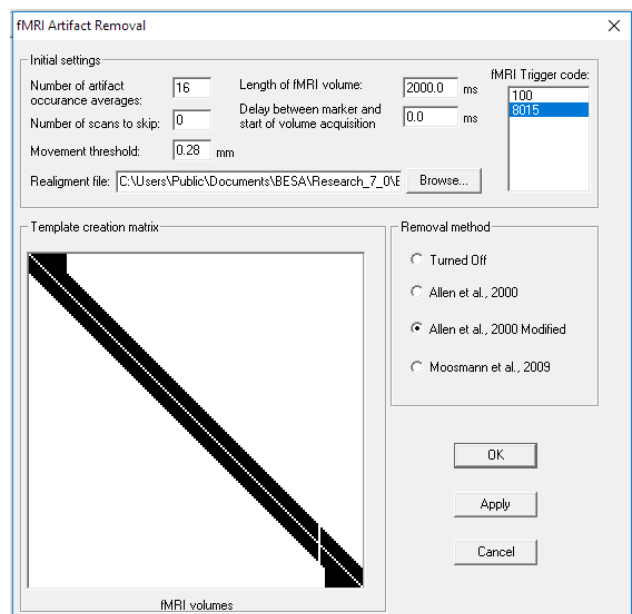 fMRI Artifact Removal
Initial settings
Number of artifact
occurance averages:
16
Length of fMRI volume:
2000.0 ms
fMRI Trigger code:
100
8015
Number of scans to skip:
0
Delay between marker and
start of volume acquisition
0.0 ms
Movement threshold:
0.28 mm
Realigment file:
C:\Users\Public\Documents\BESA\Research_7_0\E
Browse...
Template creation matrix
fMRI volumes
Removal method
Turned Off
Allen et al., 2000
Allen et al., 2000 Modified
Moosmann et al., 2009
OK
Apply
Cancel